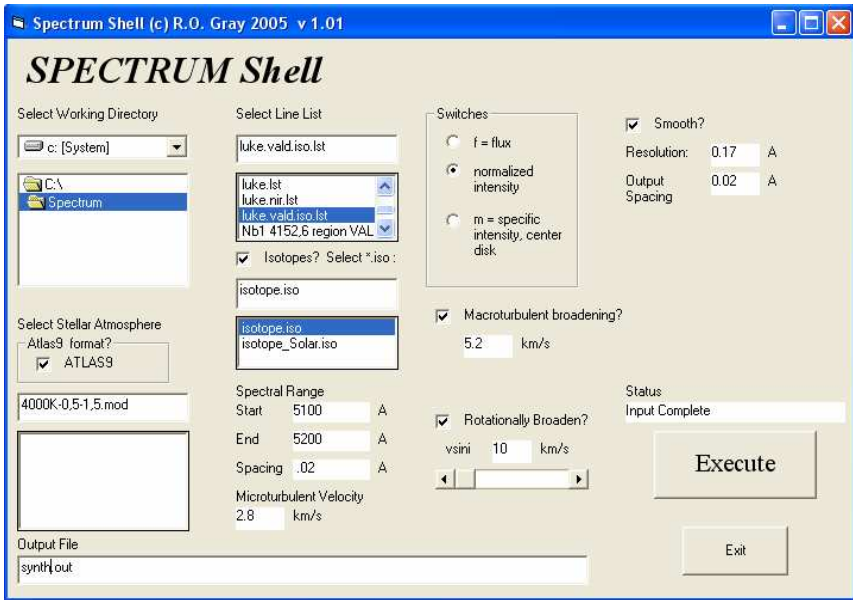 Spectrum Shell (c) R.O. Gray 2005 v 1.01
SPECTRUM Shell
Select Working Directory
c: [System]
C:\
Spectrum
Select Stellar Atmosphere
Atlas9 format?
ATLAS9
4000K-0,5-1,5.mod
Select Line List
luke.vald.iso.lst
luke.lst
luke.nir.lst
luke.vald.iso.lst
Nb1 4152,6 region VAL
Isotopes? Select *.iso :
isotope.iso
isotope.iso
isotope_Solar.iso
Spectral Range
Start 5100 A
End 5200 A
Spacing .02 A
Microturbulent Velocity
2.8 km/s
Switches
f = flux
normalized
intensity
m = specific
intensity, center
disk
Macroturbulent broadening?
5.2 km/s
Rotationally Broaden?
vsini 10 km/s
Smooth?
Resolution: 0.17 A
Output
Spacing
0.02 A
Status
Input Complete
Execute
Exit
Output File
synth.out